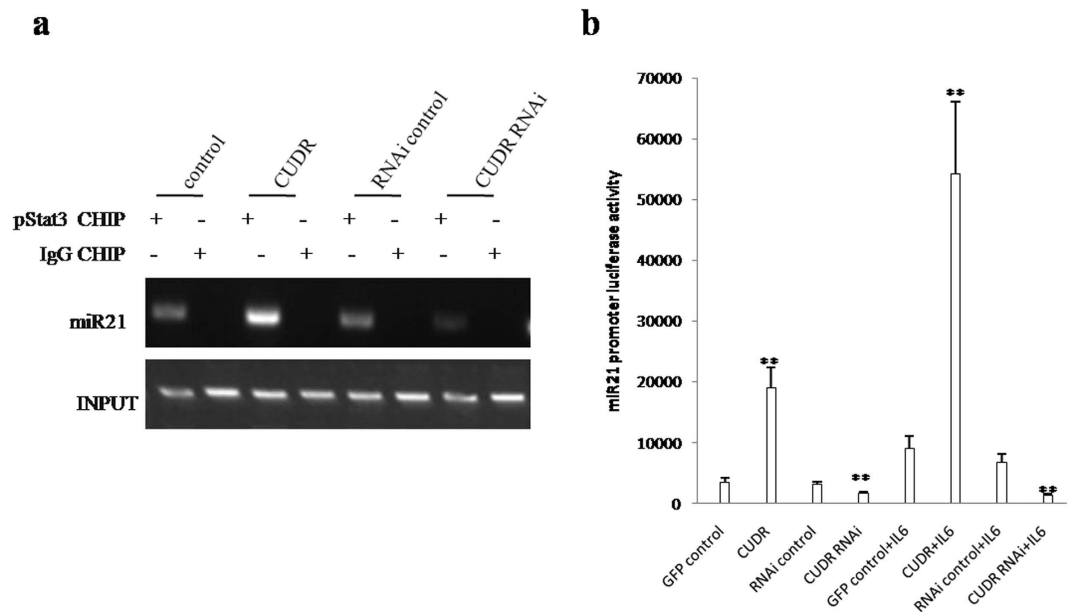 a
control
CUDR
RNAi control
CUDR RNAi
pStat3 CHIP + - + - + - + -
IgG CHIP - + - + - + - +
miR21
INPUT
b
miR21 promoter luciferase activity
70000
60000
50000
40000
30000
20000
10000
0
**
**
**
**
GFP control
CUDR
RNAi control
CUDR RNAi
GFP control+IL6
CUDR+IL6
RNAi control+IL6
CUDR RNAi+IL6